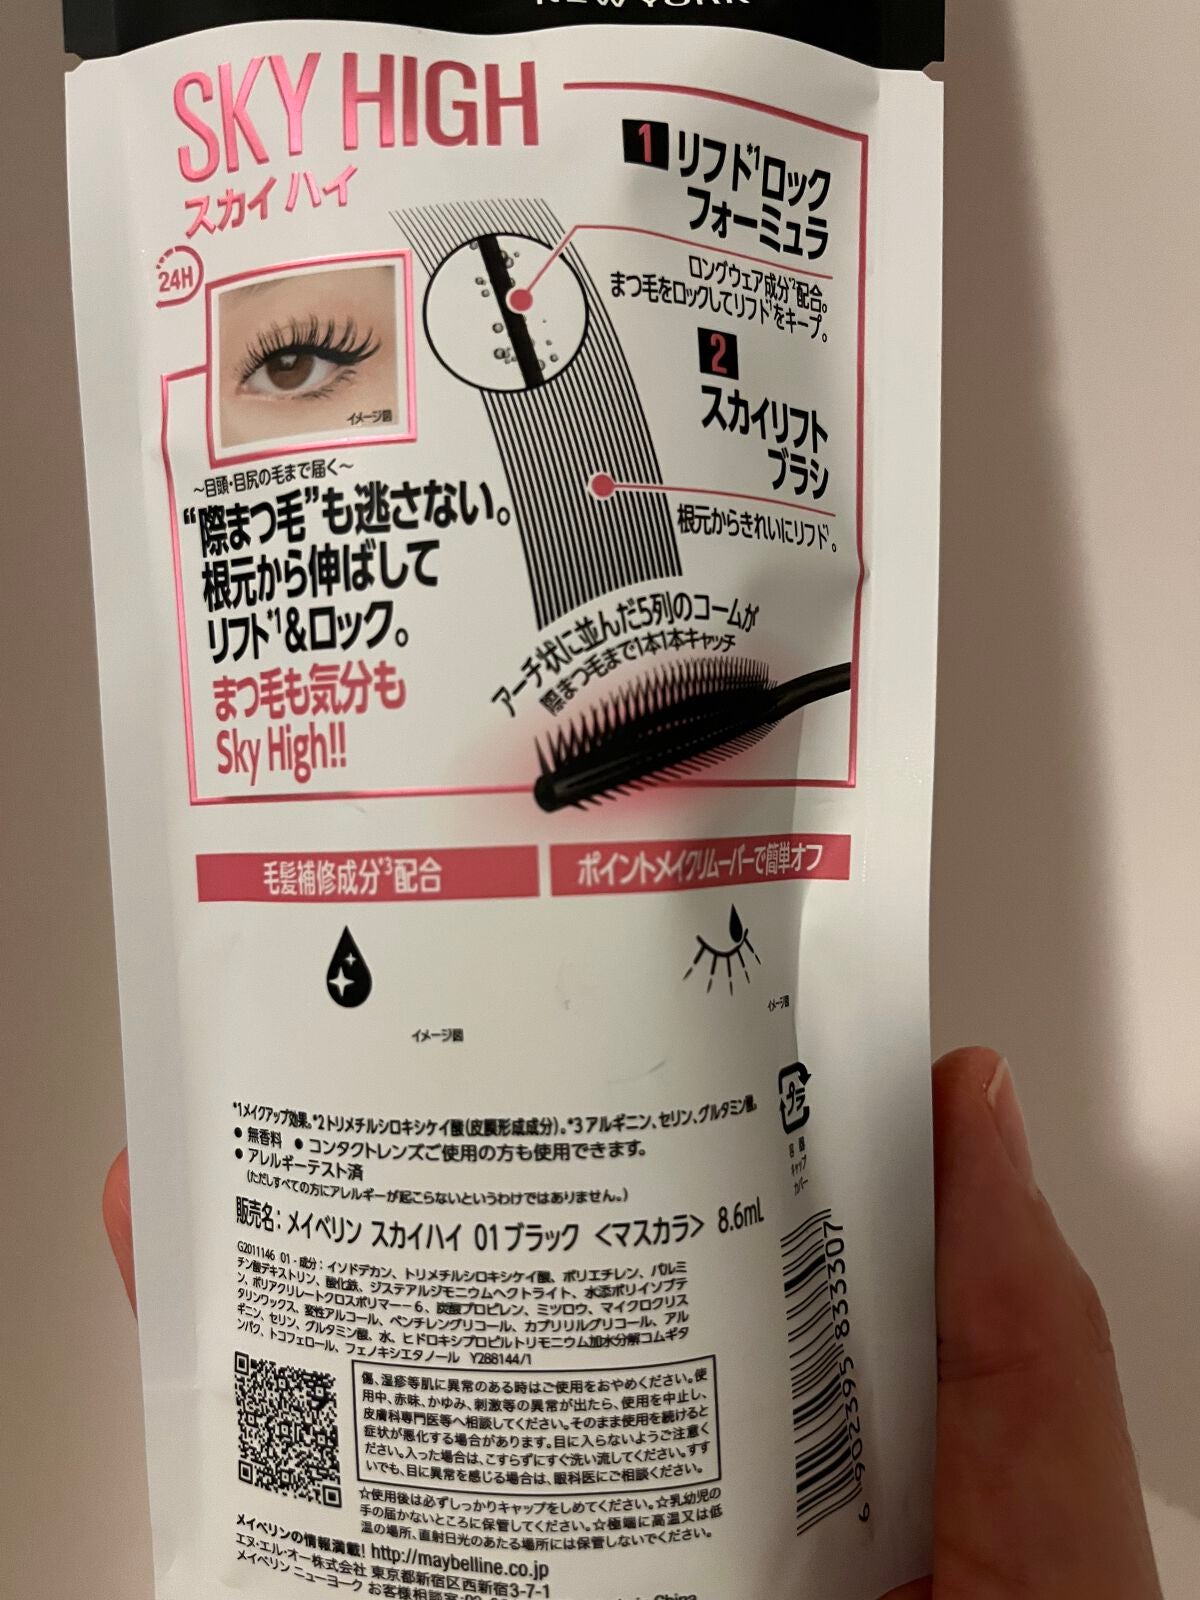 NEW YORK
SKY HIGH
スカイ ハイ
24H
イメージ図
～目頭・目尻の毛まで届く～
“際まつ毛”も逃さない。
根元から伸ばして
リフト*1&ロック。
まつ毛も気分も
Sky High!!
1 リフト*1ロック
フォーミュラ
ロングウェア成分*2配合。
まつ毛をロックしてリフト*1をキープ。
2
スカイリフト
ブラシ
根元からきれいにリフト*1。
アーチ状に並んだ5列のコームが
際まつ毛まで1本1本キャッチ
毛髪補修成分*3配合
イメージ図
ポイントメイクリムーバーで簡単オフ
イメージ図
*1メイクアップ効果。*2トリメチルシロキシケイ酸(皮膜形成成分)。*3アルギニン、セリン、グルタミン酸。
● 無香料 ● コンタクトレンズご使用の方も使用できます。
● アレルギーテスト済
(ただしすべての方にアレルギーが起こらないというわけではありません。)
プラ
容器
キャップ
カバー
販売名：メイベリン スカイハイ 01ブラック <マスカラ> 8.6mL
G2011146 01 - 成分：イソドデカン、トリメチルシロキシケイ酸、ポリエチレン、パルミ
チン酸デキストリン、酸化鉄、ジステアルジモニウムヘクトライト、水添ポリイソブテ
ン、ポリアクリレートクロスポリマー－６、炭酸プロピレン、ミツロウ、マイクロクリス
タリンワックス、変性アルコール、ペンチレングリコール、カプリリルグリコール、アル
ギニン、セリン、グルタミン酸、水、ヒドロキシプロピルトリモニウム加水分解コムギタ
ンパク、トコフェロール、フェノキシエタノール Y288144/1
傷、湿疹等肌に異常のある時はご使用をおやめください。使
用中、赤味、かゆみ、刺激等の異常が出たら、使用を中止し、
皮膚科専門医等へ相談してください。そのまま使用を続けると
症状が悪化する場合があります。目に入らないようご注意く
ださい。入った場合は、こすらずにすぐ洗い流してください。すす
いでも、目に異常を感じる場合は、眼科医にご相談ください。
☆使用後は必ずしっかりキャップをしめてください。☆乳幼児の
手の届かないところに保管してください。☆極端に高温又は低
温の場所、直射日光のあたる場所には保管しないでください。
メイベリンの情報満載! http://maybelline.co.jp
エヌ・エル・オー株式会社 東京都新宿区西新宿3-7-1
メイベリン ニューヨーク お客様相談室：
China
6 902395 833307